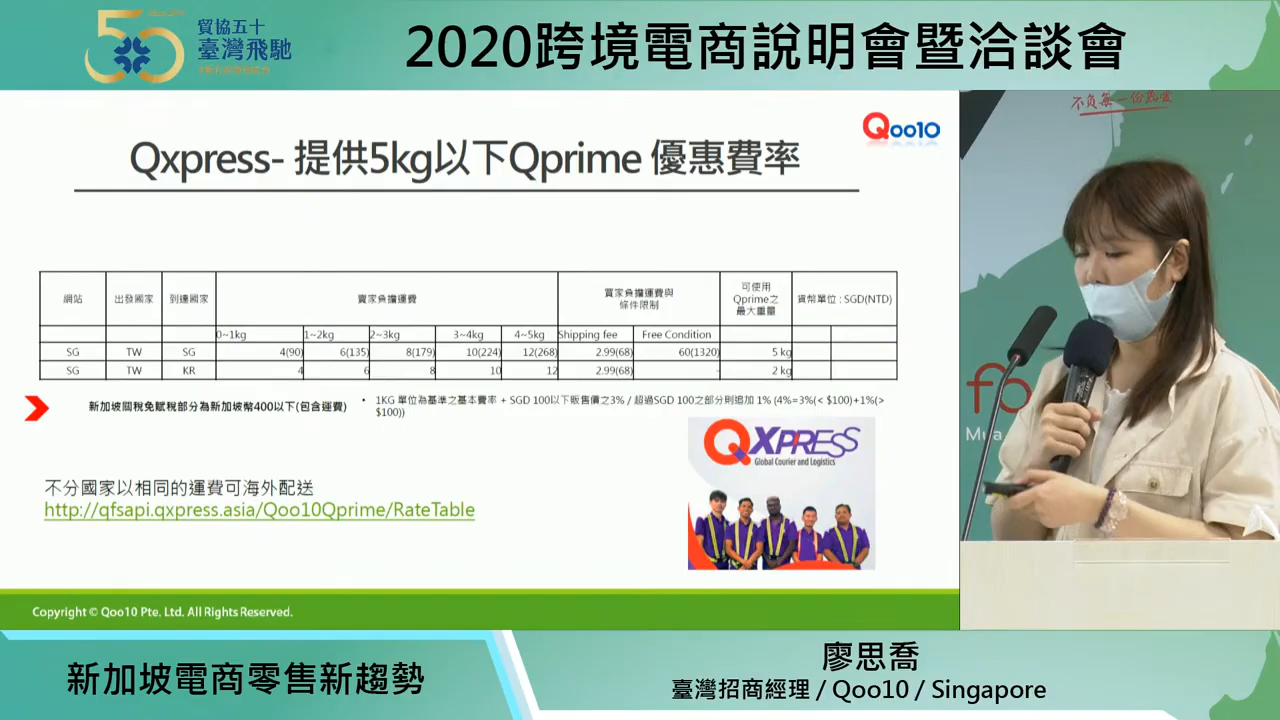 50
貿協五十
臺灣飛馳
2020跨境電商說明會暨洽談會
Qoo10
Qxpress- 提供5kg以下Qprime 優惠費率
網站 出發國家 到達國家 賣家負擔運費 買家負擔運費與條件限制 可使用Qprime之最大重量 貨幣單位 : SGD(NTD)
0~1kg 1~2kg 2~3kg 3~4kg 4~5kg Shipping fee Free Condition
SG TW SG 4(90) 6(135) 8(179) 10(224) 12(268) 2.99(68) 60(1320) 5 kg
SG TW KR 4 6 8 10 12 2.99(68) - 2 kg
新加坡關稅免賦稅部分為新加坡幣400以下(包含運費)
• 1KG 單位為基準之基本費率 + SGD 100以下販售價之3% / 超過SGD 100之部分則追加 1% (4%=3%(< $100)+1%(>
$100))
QXPRESS
Global Courier and Logistics
不分國家以相同的運費可海外配送
http://qfsapi.qxpress.asia/Qoo10Qprime/RateTable
Copyright © Qoo10 Pte. Ltd. All Rights Reserved.
不负每一份热爱
fo
Mua
新加坡電商零售新趨勢
廖思喬
臺灣招商經理 / Qoo10 / Singapore